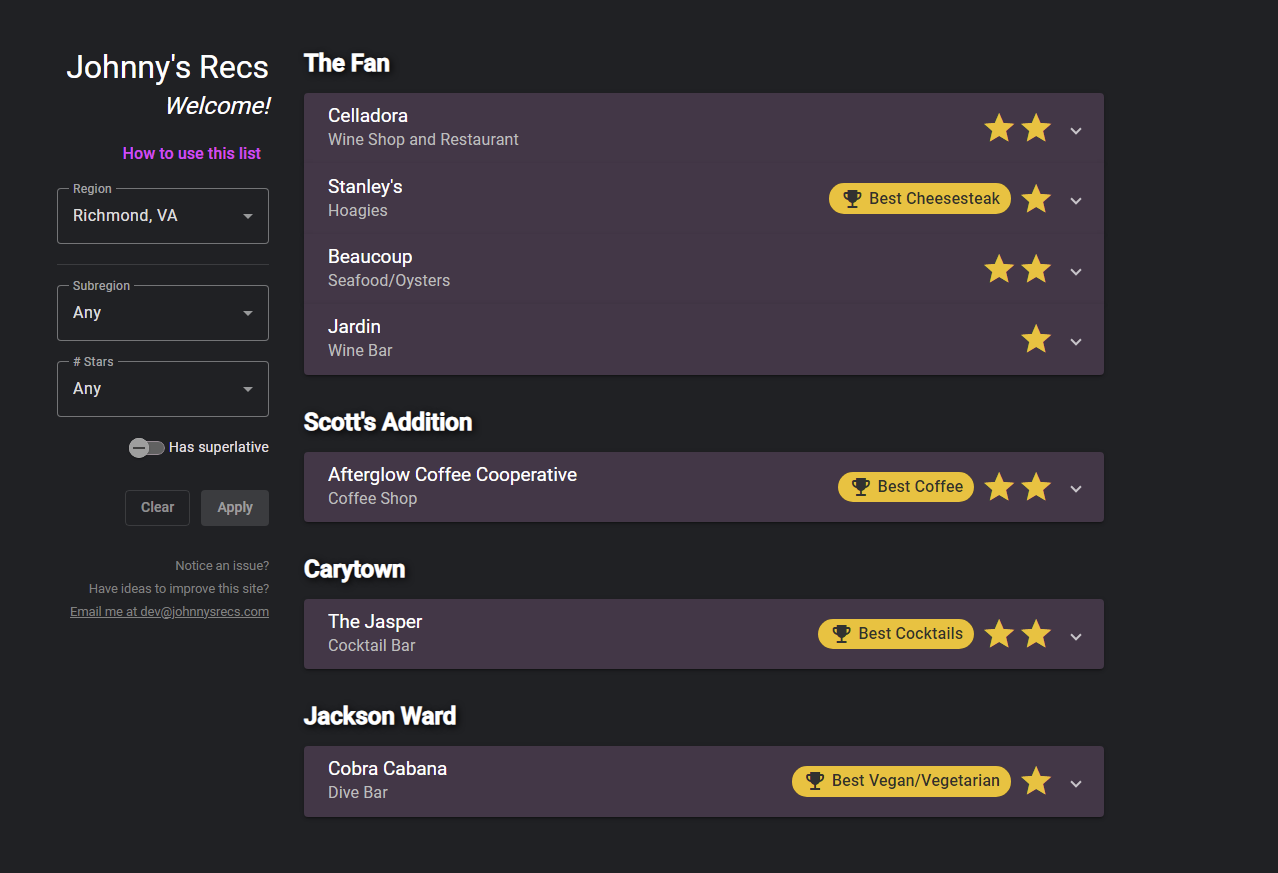 Johnny's Recs
Welcome!
How to use this list
Region
Richmond, VA
Subregion
Any
# Stars
Any
Has superlative
Clear
Apply
Notice an issue?
Have ideas to improve this site?
Email me at dev@johnnysrecs.com
The Fan
Celladora
Wine Shop and Restaurant
Stanley's
Hoagies
Best Cheesesteak
Beaucoup
Seafood/Oysters
Jardin
Wine Bar
Scott's Addition
Afterglow Coffee Cooperative
Coffee Shop
Best Coffee
Carytown
The Jasper
Cocktail Bar
Best Cocktails
Jackson Ward
Cobra Cabana
Dive Bar
Best Vegan/Vegetarian